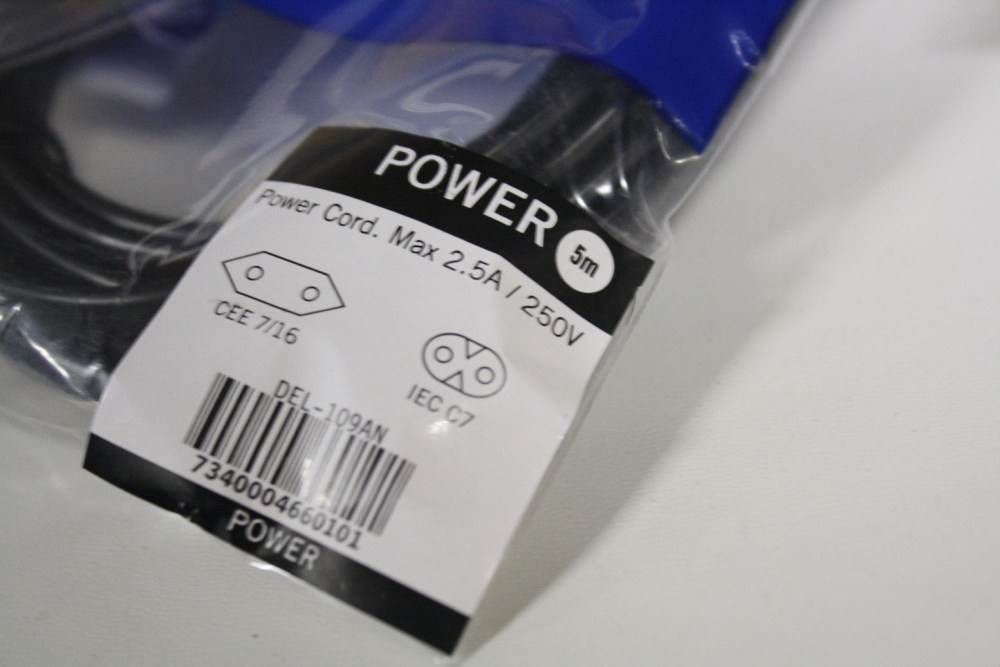 POWER 5m
Power Cord. Max 2.5A / 250V
CEE 7/16
IEC C7
DEL-109AN
7340004660101
POWER